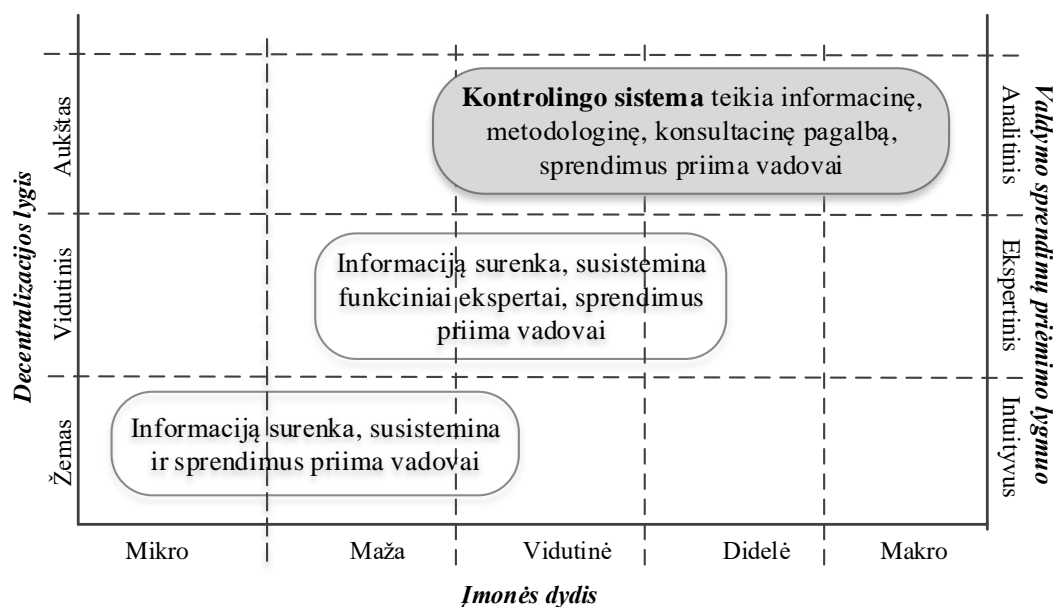 Decentralizacijos lygis
Aukštas
Vidutinis
Žemas
Kontrolingo sistema teikia informacinę,
metodologinę, konsultacinę pagalbą,
sprendimus priima vadovai
Informaciją surenka, susistemina
funkciniai ekspertai, sprendimus
priima vadovai
Informaciją surenka, susistemina
ir sprendimus priima vadovai
Analitinis
Ekspertinis
Intuityvus
Valdymo sprendimų priėmimo lygmuo
Mikro
Maža
Vidutinė
Didelė
Makro
Įmonės dydis